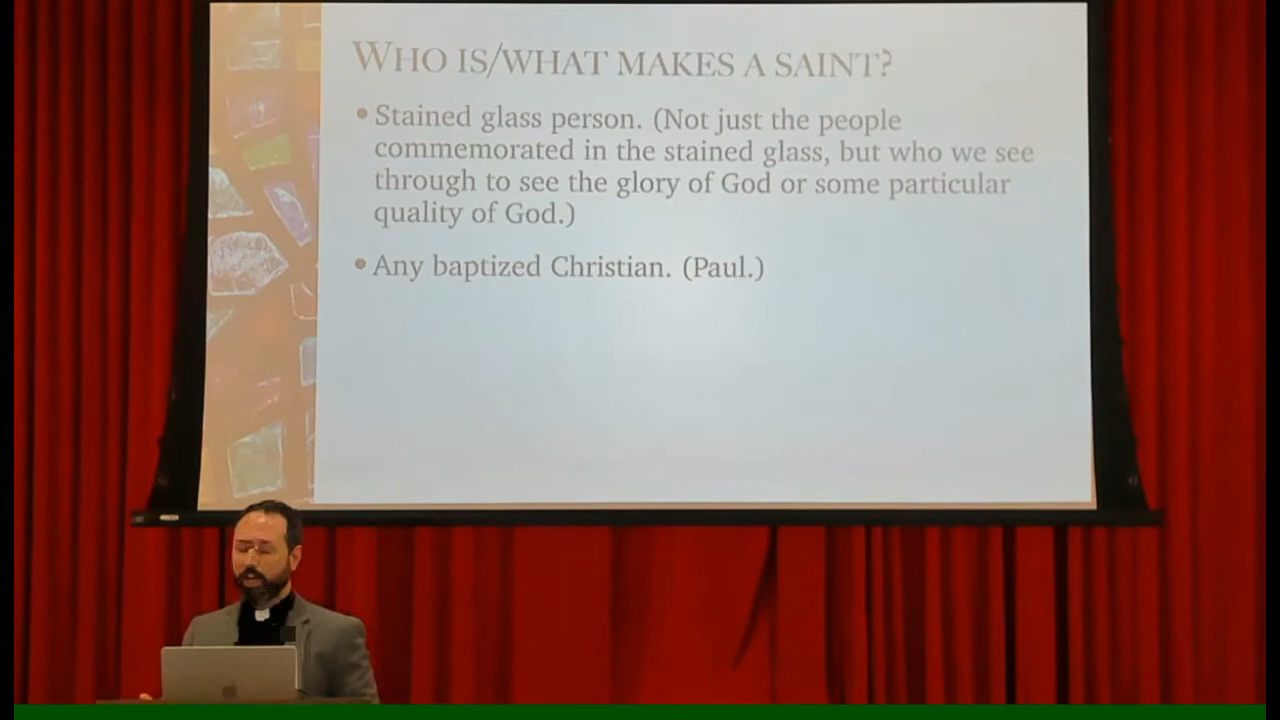 WHO IS/WHAT MAKES A SAINT?
• Stained glass person. (Not just the people
commemorated in the stained glass, but who we see
through to see the glory of God or some particular
quality of God.)
• Any baptized Christian. (Paul.)